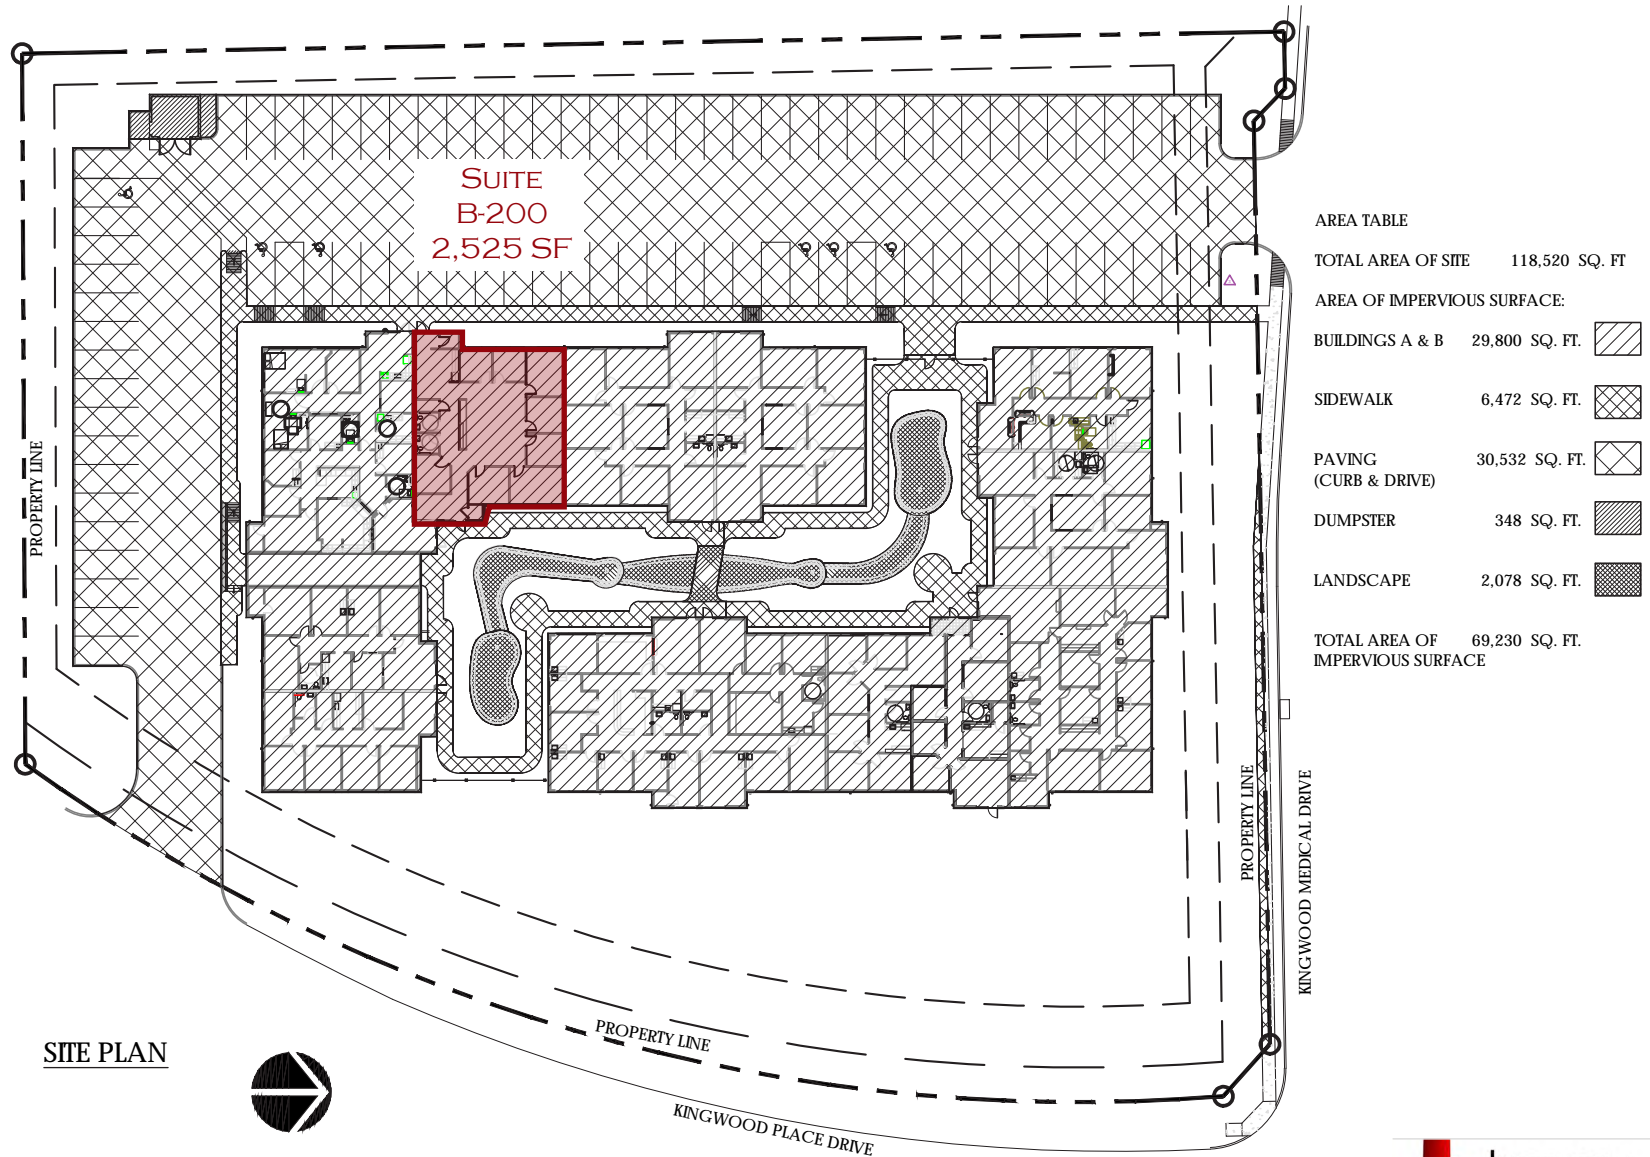 SUITE
B-200
2,525 SF
AREA TABLE
TOTAL AREA OF SITE 118,520 SQ. FT
AREA OF IMPERVIOUS SURFACE:
BUILDINGS A & B 29,800 SQ. FT.
SIDEWALK 6,472 SQ. FT.
PAVING 30,532 SQ. FT.
(CURB & DRIVE)
DUMPSTER 348 SQ. FT.
LANDSCAPE 2,078 SQ. FT.
TOTAL AREA OF 69,230 SQ. FT.
IMPERVIOUS SURFACE
PROPERTY LINE
PROPERTY LINE
KINGWOOD MEDICAL DRIVE
PROPERTY LINE
KINGWOOD PLACE DRIVE
SITE PLAN